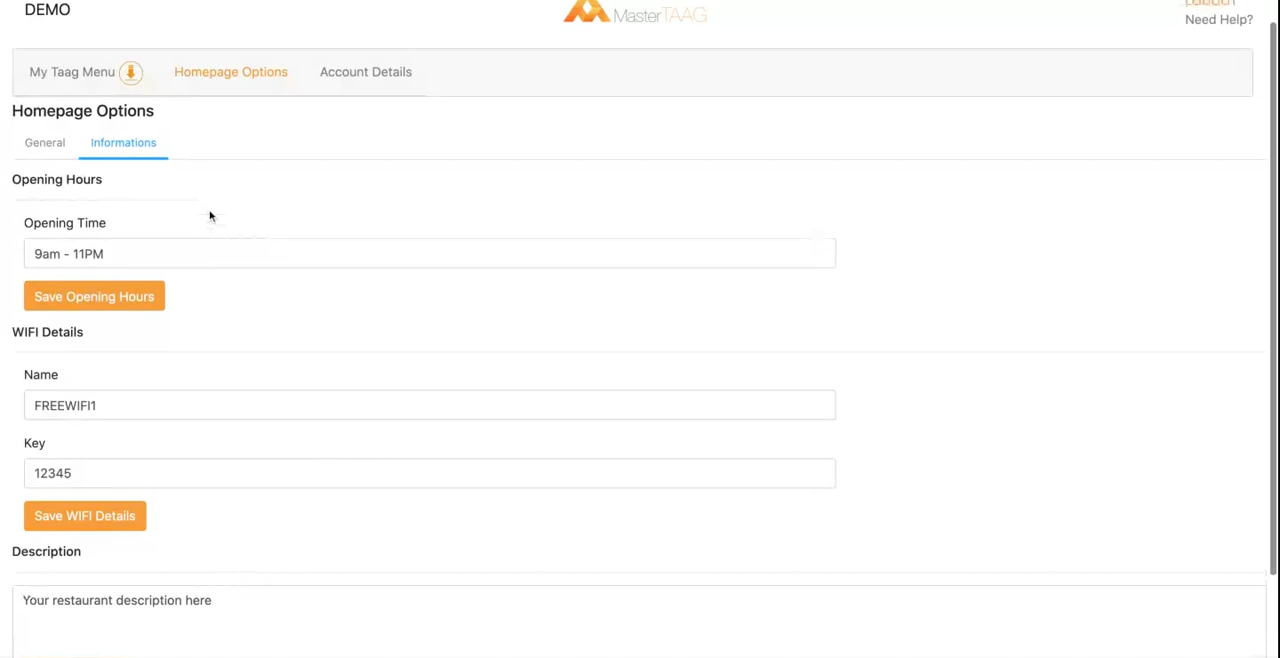 DEMO
MasterTAAG
Need Help?
My Taag Menu
Homepage Options
Account Details
Homepage Options
General
Informations
Opening Hours
Opening Time
9am - 11PM
Save Opening Hours
WIFI Details
Name
FREEWIFI1
Key
12345
Save WIFI Details
Description
Your restaurant description here